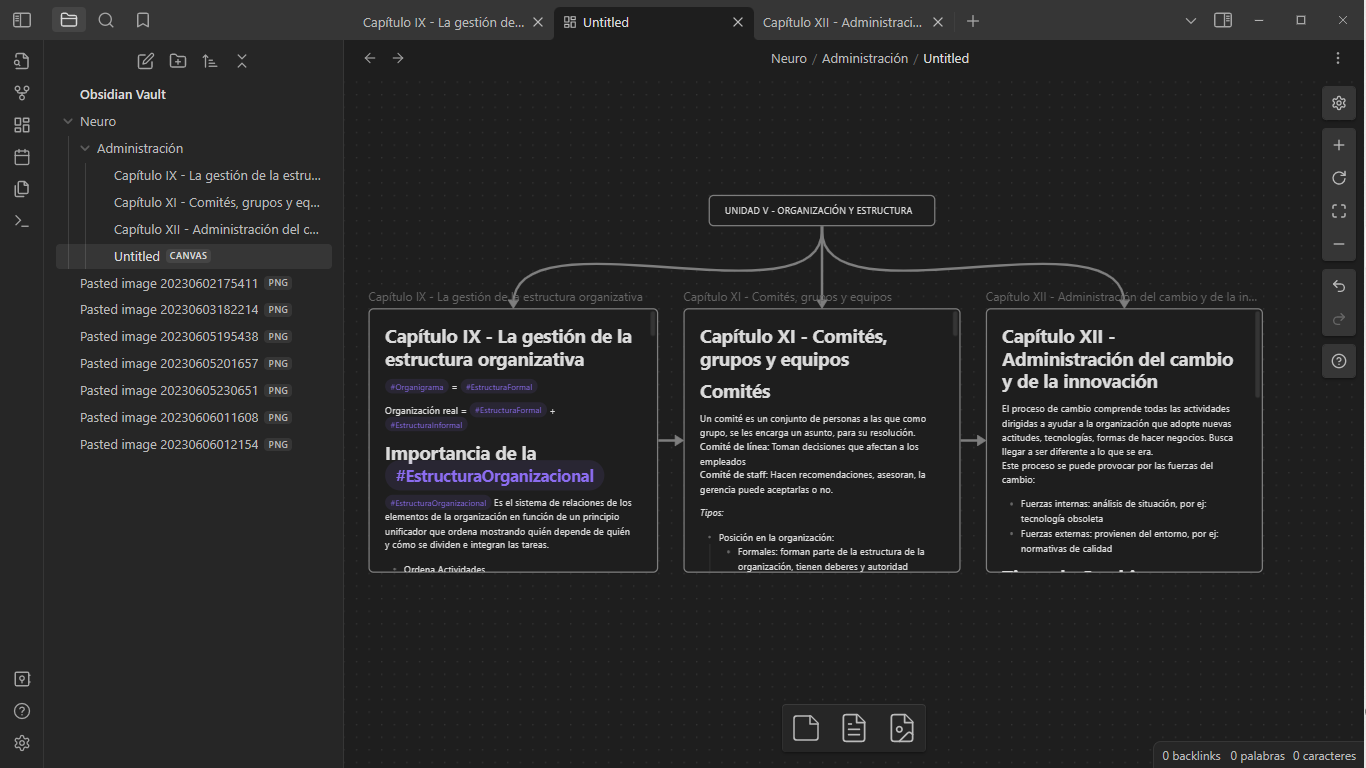 Capítulo IX - La gestión de...
Untitled
Capítulo XII - Administraci...
Neuro / Administración / Untitled
Obsidian Vault
Neuro
Administración
Capítulo IX - La gestión de la estru...
Capítulo XI - Comités, grupos y eq...
Capítulo XII - Administración del c...
Untitled CANVAS
Pasted image 20230602175411 PNG
Pasted image 20230603182214 PNG
Pasted image 20230605195438 PNG
Pasted image 20230605201657 PNG
Pasted image 20230605230651 PNG
Pasted image 20230606011608 PNG
Pasted image 20230606012154 PNG
UNIDAD V - ORGANIZACIÓN Y ESTRUCTURA
Capítulo IX - La gestión de la estructura organizativa
Capítulo IX - La gestión de la
estructura organizativa
#Organigrama = #EstructuraFormal
Organización real = #EstructuraFormal +
#EstructuraInformal
Importancia de la
#EstructuraOrganizacional
#EstructuraOrganizacional Es el sistema de relaciones de los
elementos de la organización en función de un principio
unificador que ordena mostrando quién depende de quién
y cómo se dividen e integran las tareas.
Ordena Actividades
Capítulo XI - Comités, grupos y equipos
Capítulo XI - Comités,
grupos y equipos
Comités
Un comité es un conjunto de personas a las que como
grupo, se les encarga un asunto, para su resolución.
Comité de línea: Toman decisiones que afectan a los
empleados
Comité de staff: Hacen recomendaciones, asesoran, la
gerencia puede aceptarlas o no.
Tipos:
Posición en la organización:
Formales: forman parte de la estructura de la
organización, tienen deberes y autoridad
Capítulo XII - Administración del cambio y de la in...
Capítulo XII -
Administración del cambio
y de la innovación
El proceso de cambio comprende todas las actividades
dirigidas a ayudar a la organización que adopte nuevas
actitudes, tecnologías, formas de hacer negocios. Busca
llegar a ser diferente a lo que se era.
Este proceso se puede provocar por las fuerzas del
cambio:
Fuerzas internas: análisis de situación, por ej:
tecnología obsoleta
Fuerzas externas: provienen del entorno, por ej:
normativas de calidad
0 backlinks 0 palabras 0 caracteres